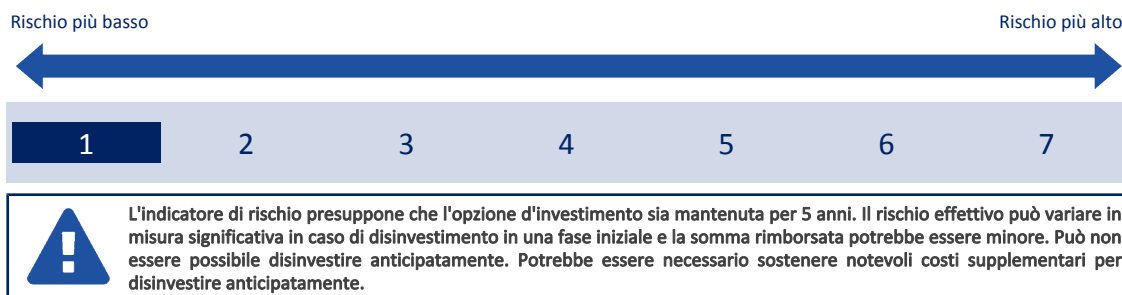 Rischio più basso
Rischio più alto
1 2 3 4 5 6 7
L'indicatore di rischio presuppone che l'opzione d'investimento sia mantenuta per 5 anni. Il rischio effettivo può variare in
misura significativa in caso di disinvestimento in una fase iniziale e la somma rimborsata potrebbe essere minore. Può non
essere possibile disinvestire anticipatamente. Potrebbe essere necessario sostenere notevoli costi supplementari per
disinvestire anticipatamente.